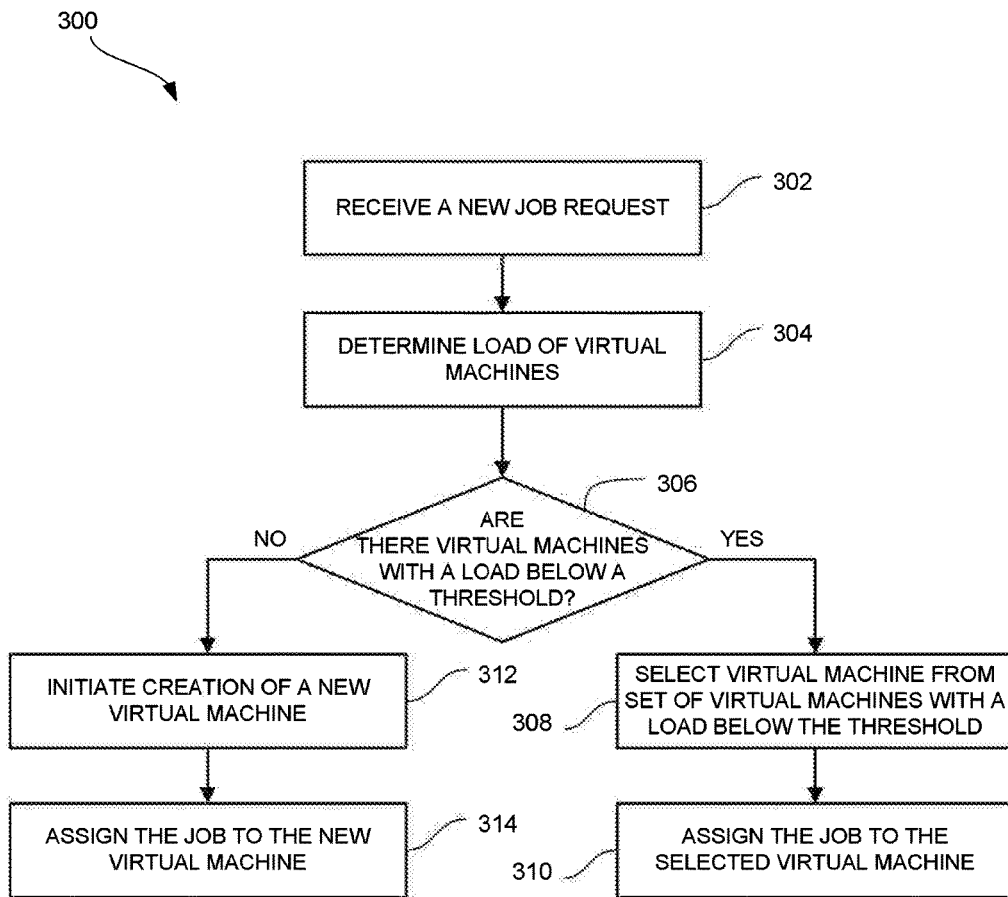 300
RECEIVE A NEW JOB REQUEST
302
DETERMINE LOAD OF VIRTUAL
MACHINES
304
306
ARE
THERE VIRTUAL MACHINES
WITH A LOAD BELOW A
THRESHOLD?
NO
YES
INITIATE CREATION OF A NEW
VIRTUAL MACHINE
312
SELECT VIRTUAL MACHINE FROM
SET OF VIRTUAL MACHINES WITH A
LOAD BELOW THE THRESHOLD
308
ASSIGN THE JOB TO THE NEW
VIRTUAL MACHINE
314
ASSIGN THE JOB TO THE
SELECTED VIRTUAL MACHINE
310